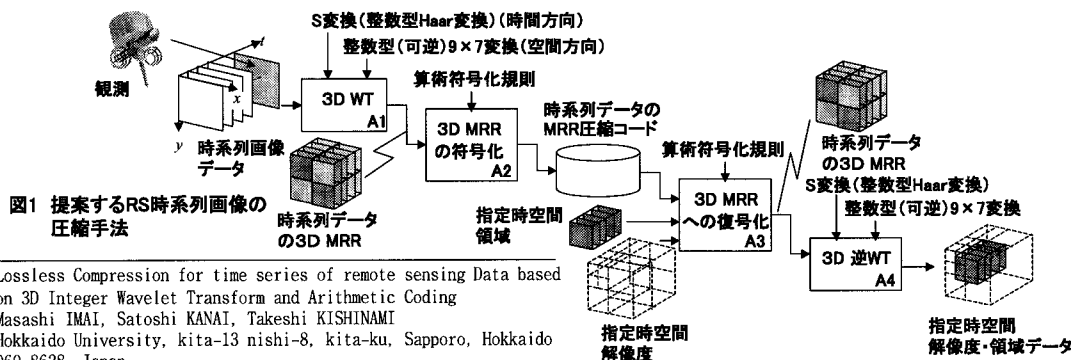 S変換(整数型Haar変換)(時間方向)
整数型(可逆)9×7変換(空間方向)
観測
t
x
y
時系列画像
データ
3D WT
A1
算術符号化規則
3D MRR
の符号化
A2
時系列データの
MRR圧縮コード
時系列データ
の3D MRR
図1 提案するRS時系列画像の
圧縮手法
指定時空間
領域
指定時空間
解像度
算術符号化規則
3D MRR
への復号化
A3
時系列データ
の3D MRR
S変換(整数型Haar変換)
整数型(可逆)9×7変換
3D 逆WT
A4
指定時空間
解像度・領域データ
Lossless Compression for time series of remote sensing Data based
on 3D Integer Wavelet Transform and Arithmetic Coding
Masashi IMAI, Satoshi KANAI, Takeshi KISHINAMI
Hokkaido University, kita-13 nishi-8, kita-ku, Sapporo, Hokkaido
060-8628, Japan